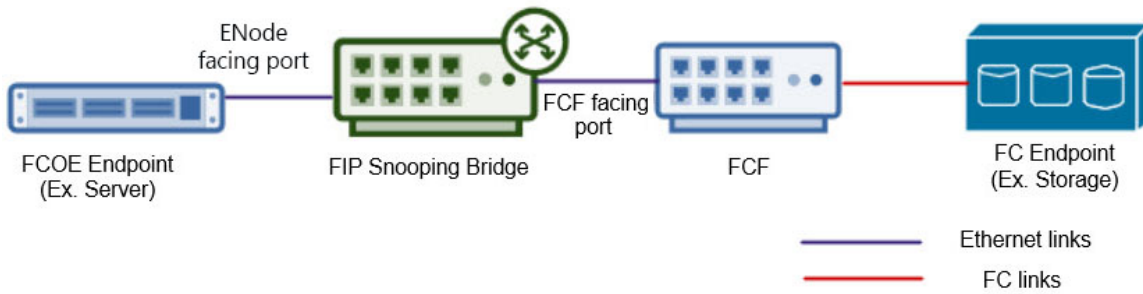 ENode
facing port
FCF facing
port
FCOE Endpoint
(Ex. Server)
FIP Snooping Bridge
FCF
FC Endpoint
(Ex. Storage)
Ethernet links
FC links